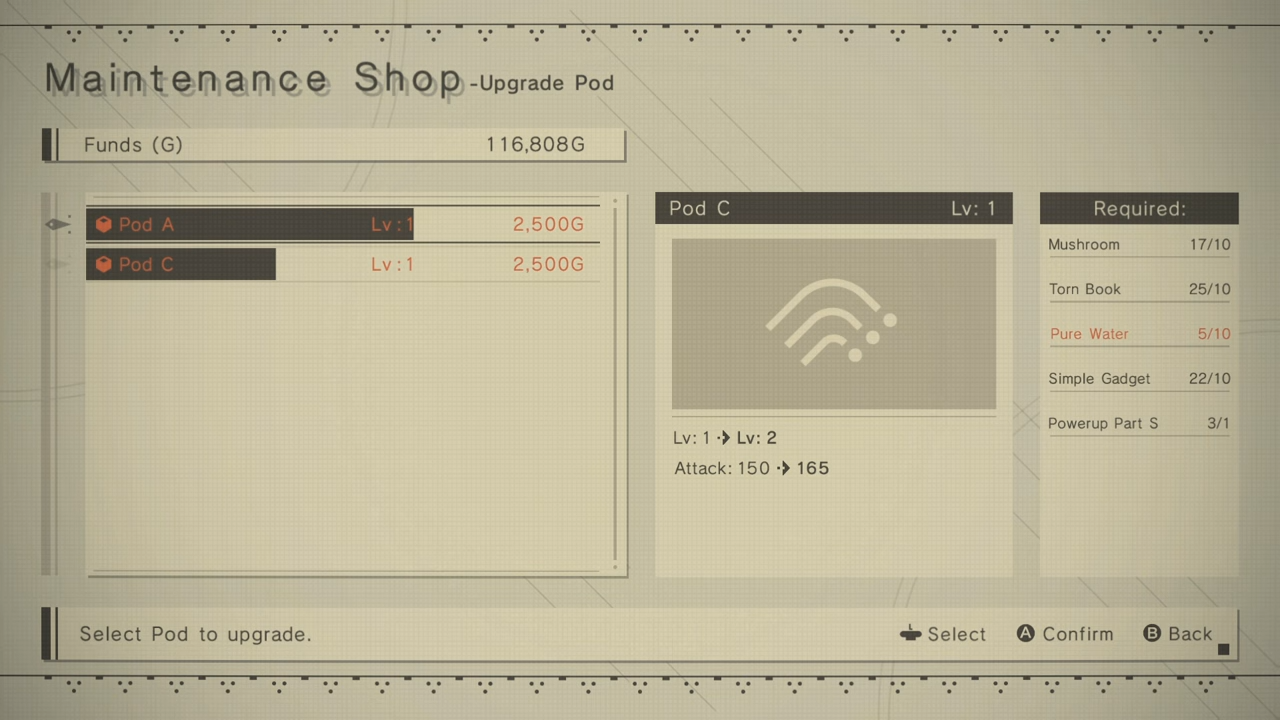 Maintenance Shop -Upgrade Pod
Funds (G) 116,808G
Pod A Lv:1 2,500G
Pod C Lv:1 2,500G
Pod C Lv: 1
Lv: 1 Lv: 2
Attack: 150 165
Required:
Mushroom 17/10
Torn Book 25/10
Pure Water 5/10
Simple Gadget 22/10
Powerup Part S 3/1
Select Pod to upgrade.
Select A Confirm B Back